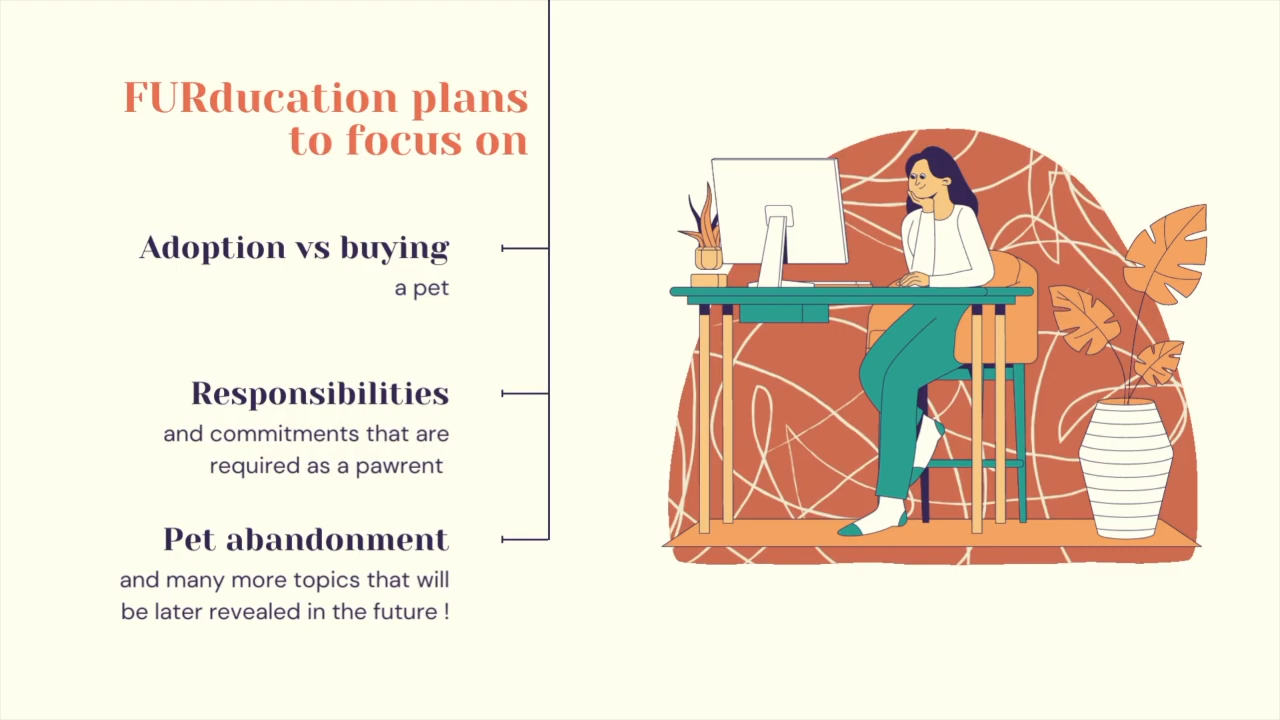 FURducation plans
to focus on
Adoption vs buying
a pet
Responsibilities
and commitments that are
required as a pawrent
Pet abandonment
and many more topics that will
be later revealed in the future !